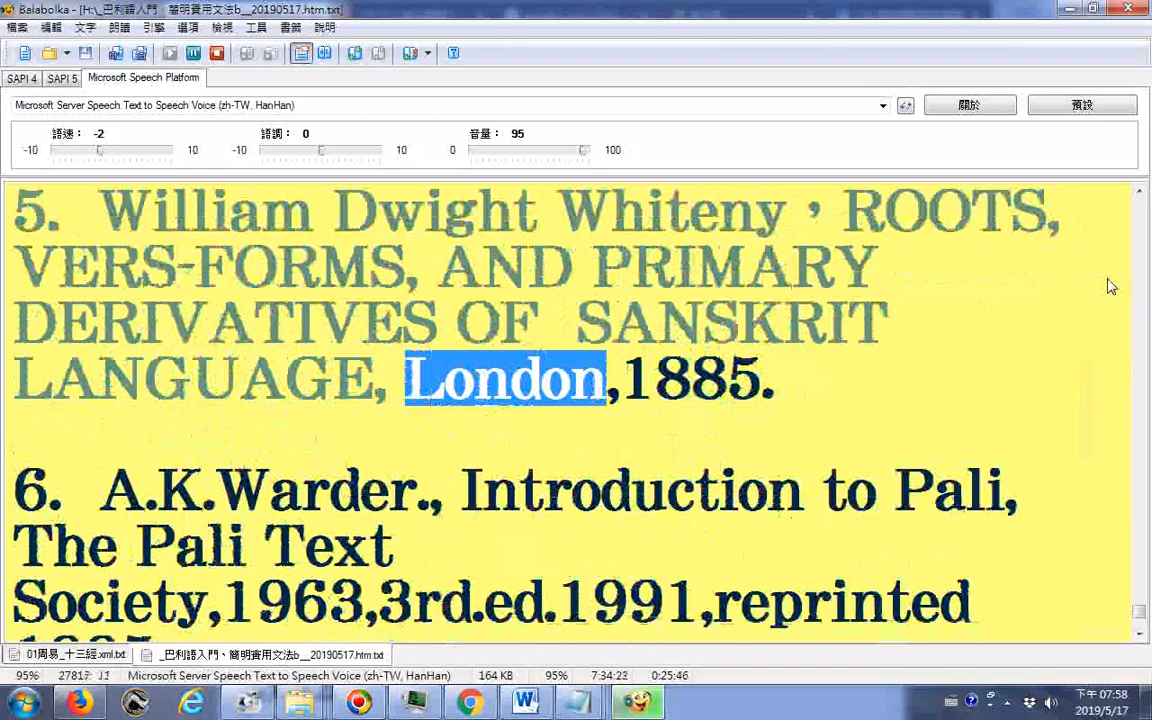 Balabolka - [H:\_巴利語入門、簡明實用文法b__20190517.htm.txt]
檔案 編輯 文字 朗讀 引擎 選項 檢視 工具 書籤 說明
SAPI 4 SAPI 5 Microsoft Speech Platform
Microsoft Server Speech Text to Speech Voice (zh-TW, HanHan) 關於 預設
語速： -2 語調： 0 音量： 95
-10 10 -10 10 0 100
5. William Dwight Whiteny，ROOTS,
VERS-FORMS, AND PRIMARY
DERIVATIVES OF SANSKRIT
LANGUAGE, London,1885.
6. A.K.Warder., Introduction to Pali,
The Pali Text
Society,1963,3rd.ed.1991,reprinted
01周易_十三經.xml.txt _巴利語入門、簡明實用文法b__20190517.htm.txt
95% Microsoft Server Speech Text to Speech Voice (zh-TW, HanHan) 164 KB 95% 7:34:22 0:25:46
下午 07:58
2019/5/17